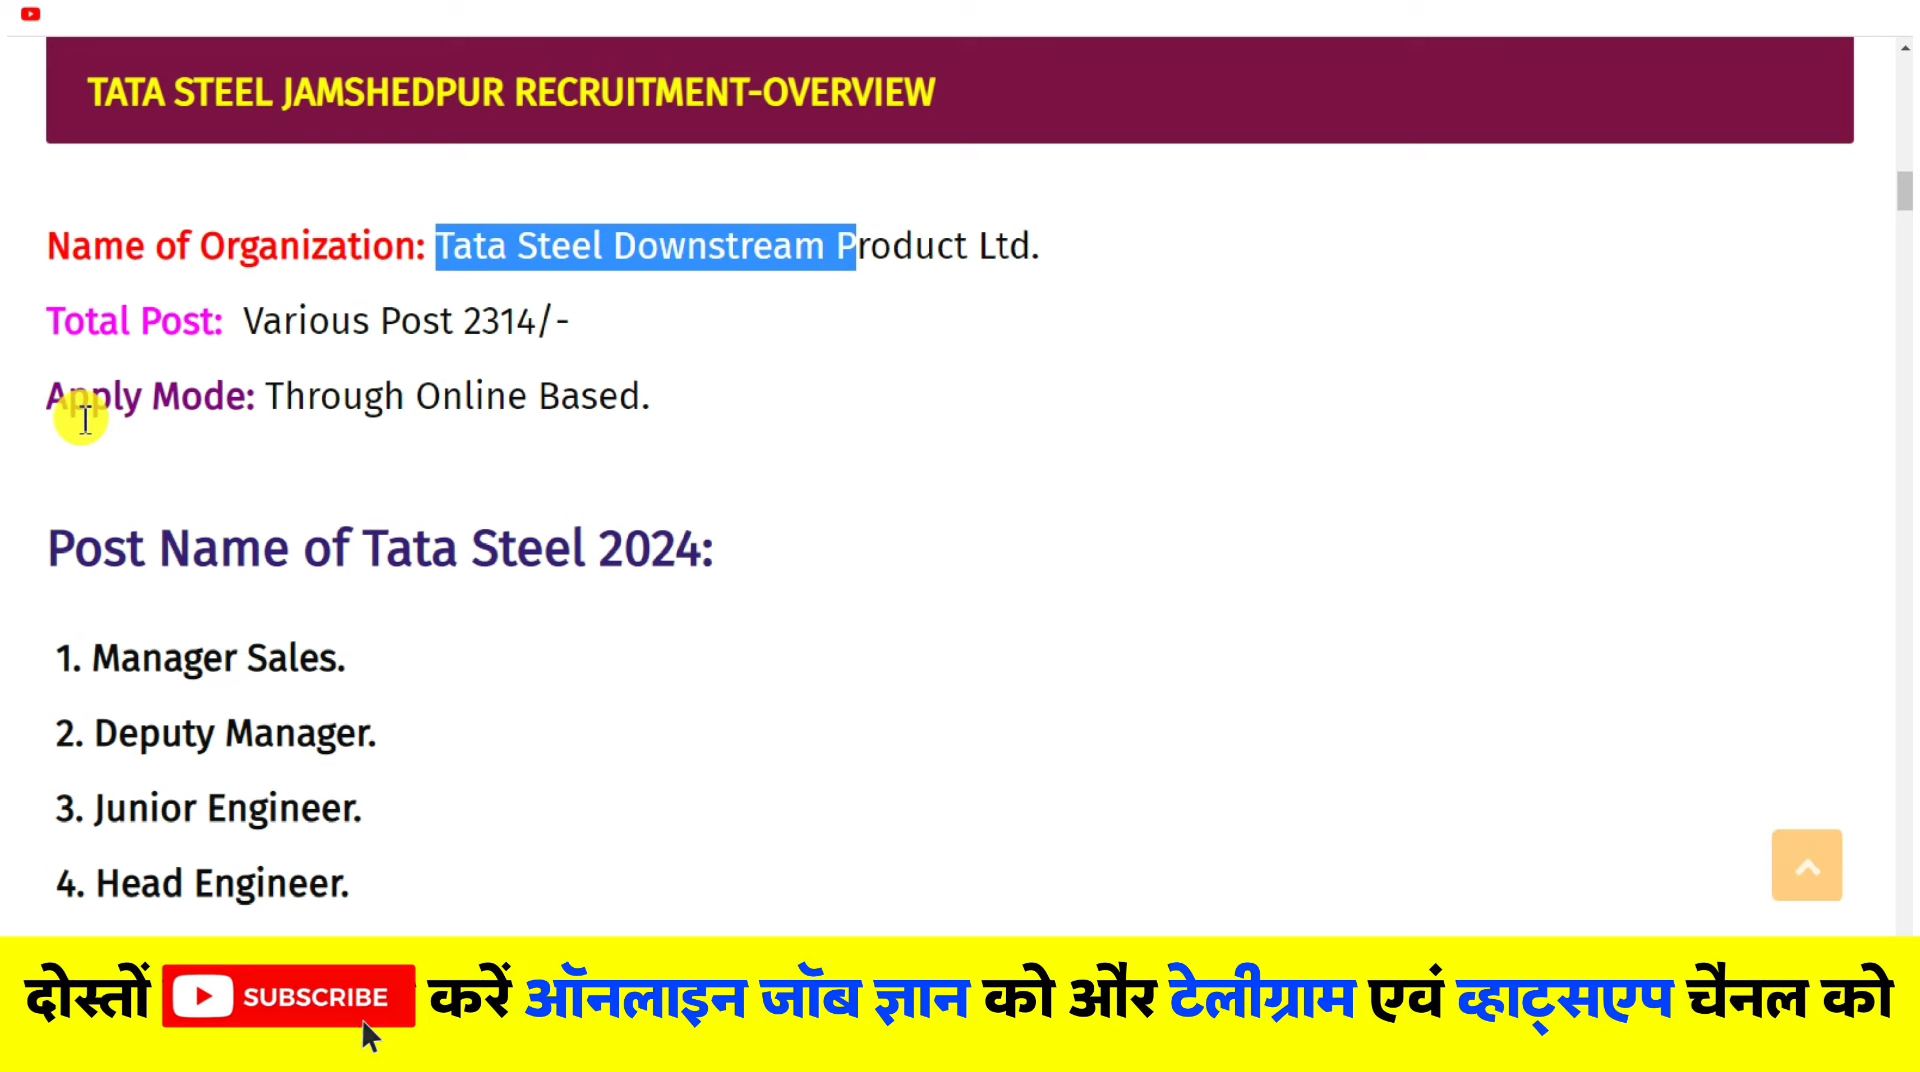 TATA STEEL JAMSHEDPUR RECRUITMENT-OVERVIEW
Name of Organization: Tata Steel Downstream Product Ltd.
Total Post: Various Post 2314/-
Apply Mode: Through Online Based.
Post Name of Tata Steel 2024:
1. Manager Sales.
2. Deputy Manager.
3. Junior Engineer.
4. Head Engineer.
दोस्तों SUBSCRIBE करें ऑनलाइन जॉब ज्ञान को और टेलीग्राम एवं व्हाट्सएप चैनल को